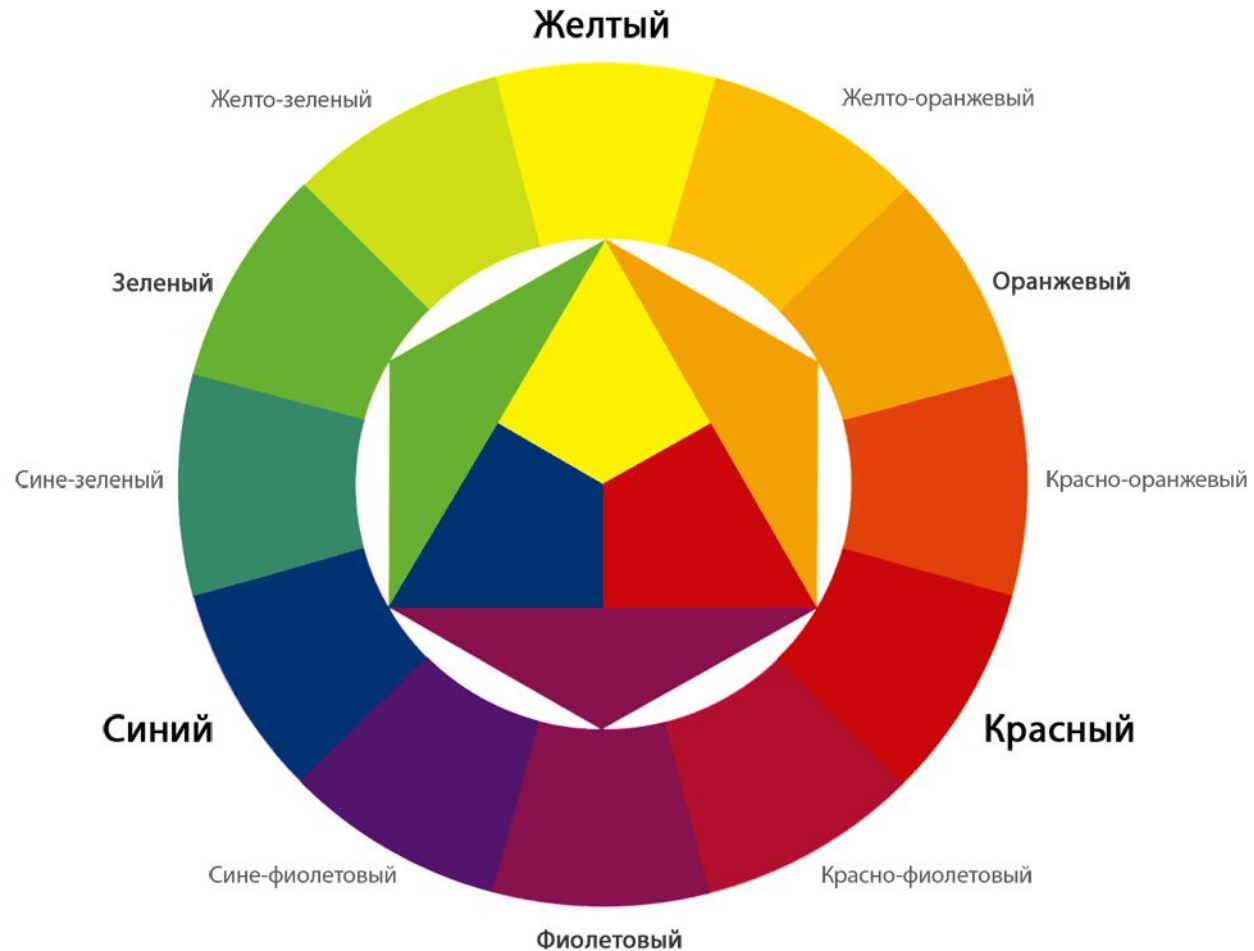 Желтый
Желто-зеленый
Желто-оранжевый
Зеленый
Оранжевый
Сине-зеленый
Красно-оранжевый
Синий
Красный
Сине-фиолетовый
Красно-фиолетовый
Фиолетовый